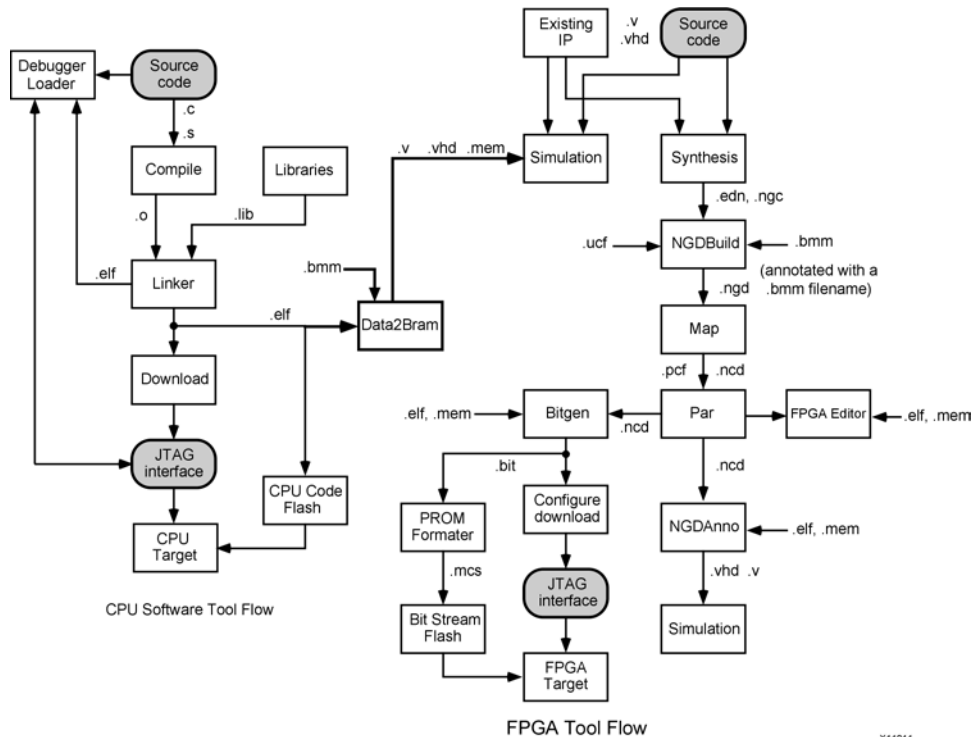 Debugger
Loader
Source
code
.c
.s
Compile
Libraries
.o
.lib
.elf
Linker
.elf
Download
JTAG
interface
CPU Code
Flash
CPU
Target
CPU Software Tool Flow
.bmm
Data2Bram
.v .vhd .mem
Existing
IP
.v
.vhd
Source
code
Simulation
Synthesis
.edn, .ngc
.ucf
NGDBuild
.bmm
(annotated with a
.bmm filename)
.ngd
Map
.pcf .ncd
.elf, .mem
Bitgen
.ncd
Par
FPGA Editor
.elf, .mem
.bit
.ncd
PROM
Formater
Configure
download
NGDAnno
.elf, .mem
.mcs
JTAG
interface
.vhd .v
Bit Stream
Flash
Simulation
FPGA
Target
FPGA Tool Flow